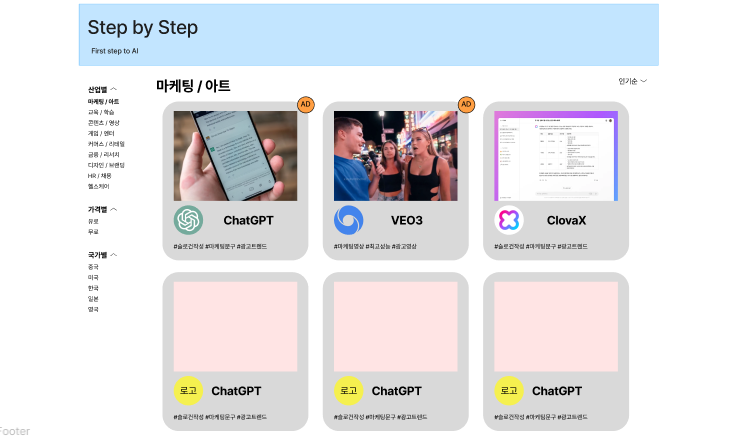 Step by Step
First step to AI
산업별
마케팅 / 아트
교육 / 학습
콘텐츠 / 영상
게임 / 엔터
커머스 / 리테일
금융 / 리서치
디자인 / 브랜딩
HR / 채용
헬스케어
가격별
유료
무료
국가별
중국
미국
한국
일본
영국
마케팅 / 아트
인기순
AD
ChatGPT
#슬로건작성 #마케팅문구 #광고트렌드
AD
VEO3
#마케팅영상 #최고성능 #광고영상
ClovaX
#슬로건작성 #마케팅문구 #광고트렌드
로고
ChatGPT
#슬로건작성 #마케팅문구 #광고트렌드
로고
ChatGPT
#슬로건작성 #마케팅문구 #광고트렌드
로고
ChatGPT
#슬로건작성 #마케팅문구 #광고트렌드
Footer